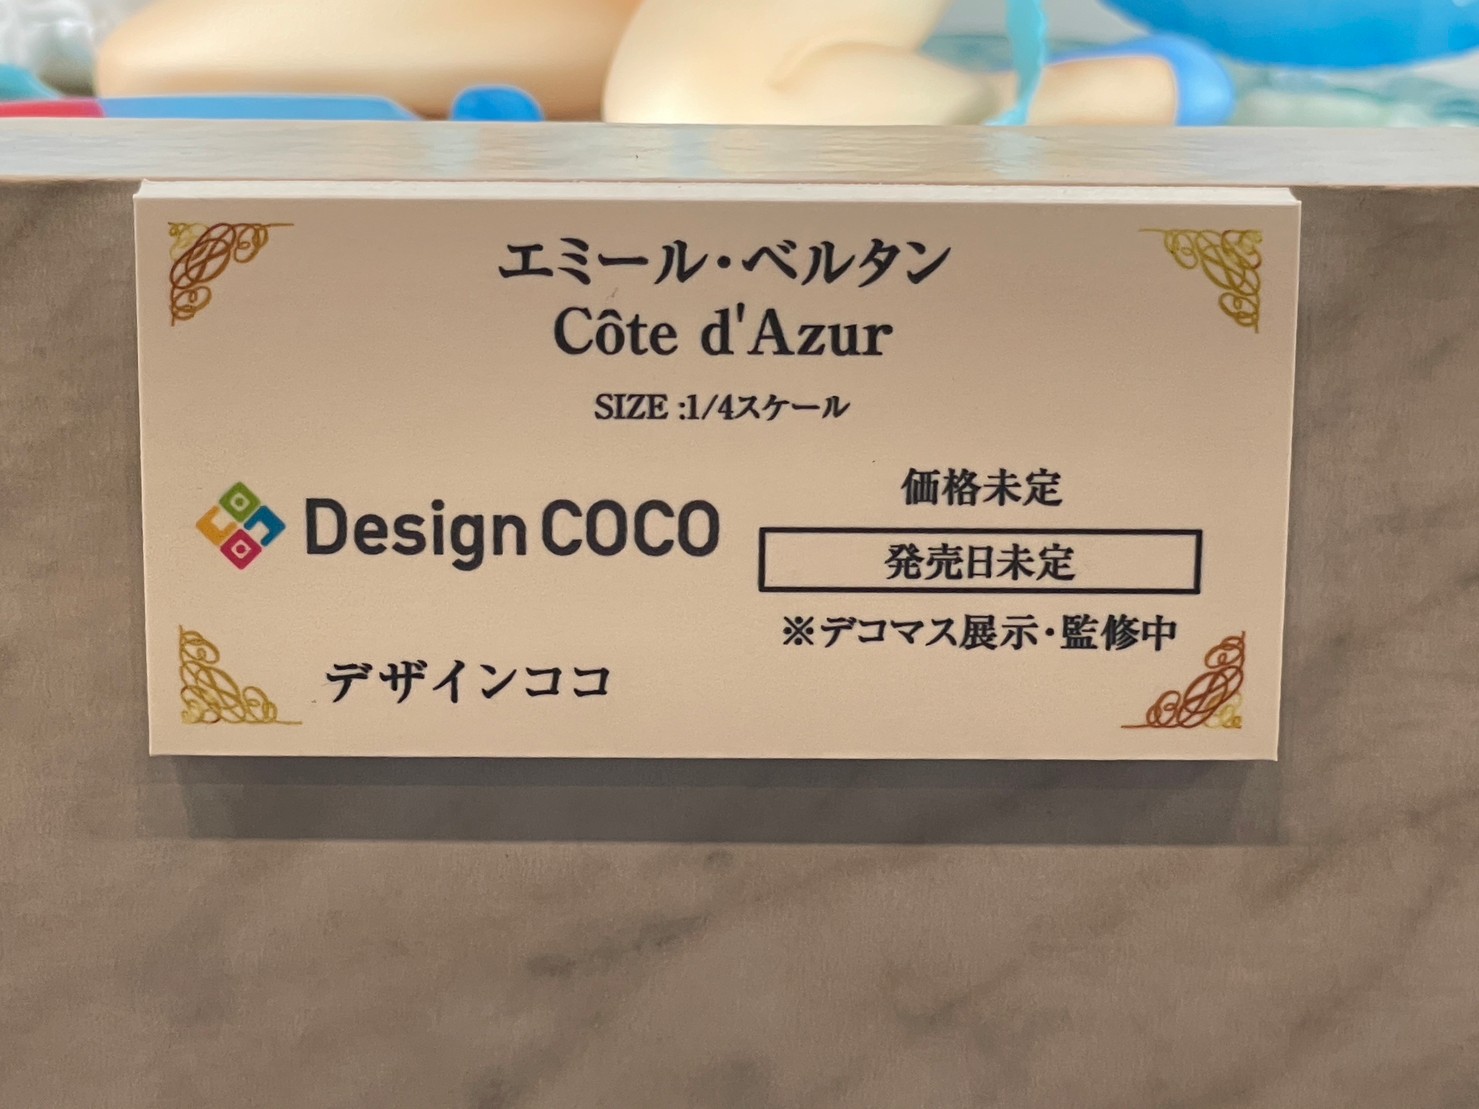 エミール・ベルタン
Côte d'Azur
SIZE :1/4スケール
Design COCO
デザインココ
価格未定
発売日未定
※デコマス展示・監修中